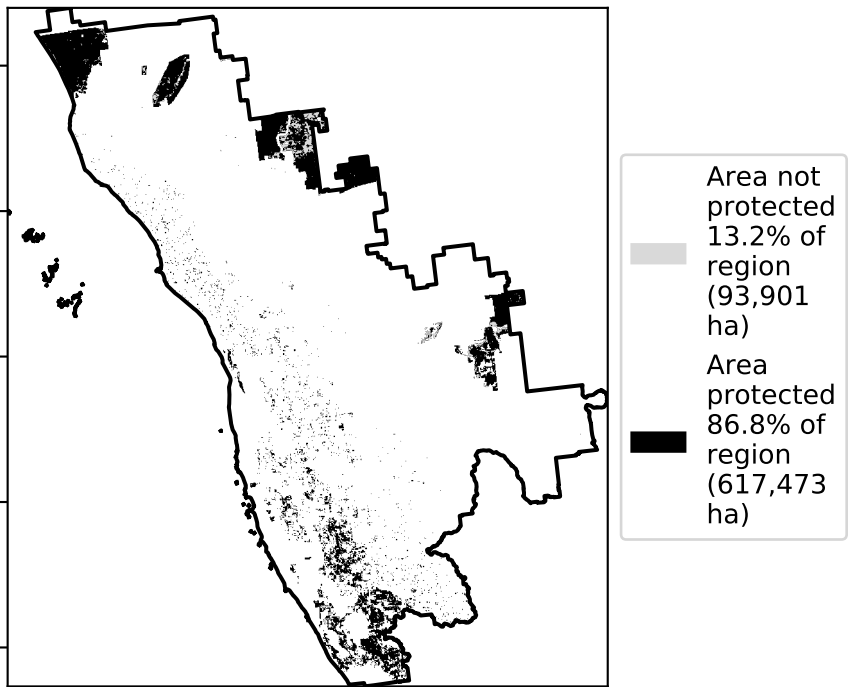 Area not
protected
13.2% of
region
(93,901
ha)
Area
protected
86.8% of
region
(617,473
ha)